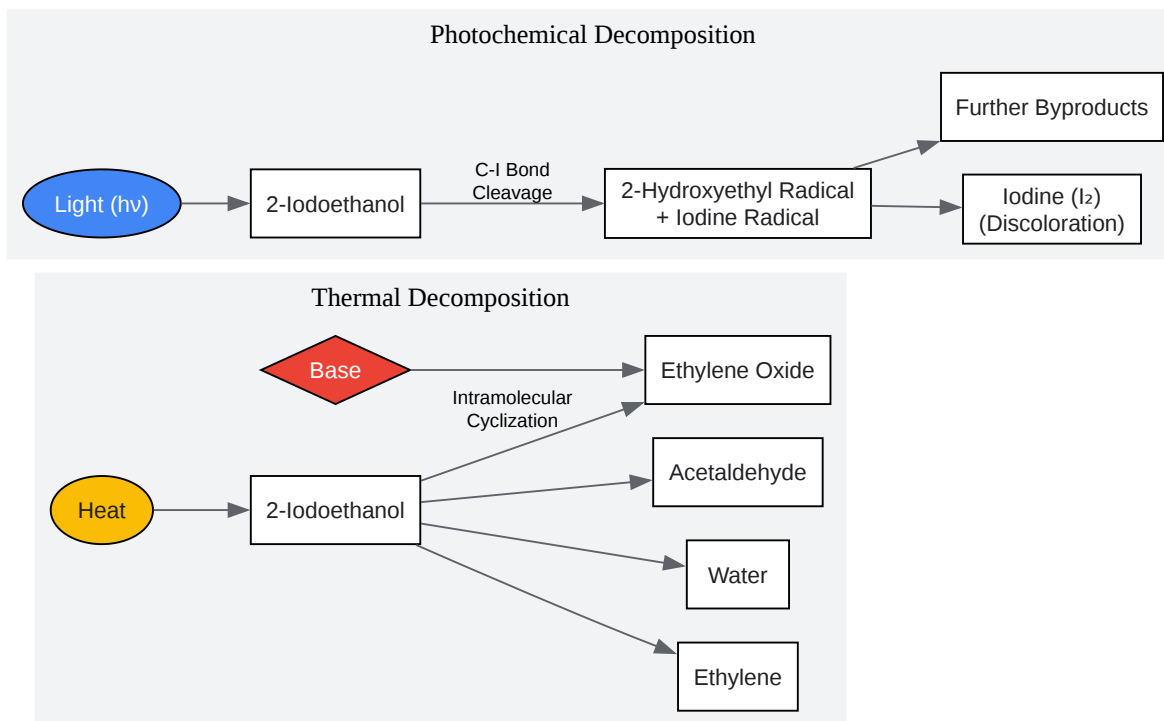 Photochemical Decomposition
Further Byproducts
C-I Bond
Cleavage
Light (hν)
2-Iodoethanol
2-Hydroxyethyl Radical
+ Iodine Radical
Iodine (I₂)
(Discoloration)
Thermal Decomposition
Base
Ethylene Oxide
Intramolecular
Cyclization
Acetaldehyde
Heat
2-Iodoethanol
Water
Ethylene